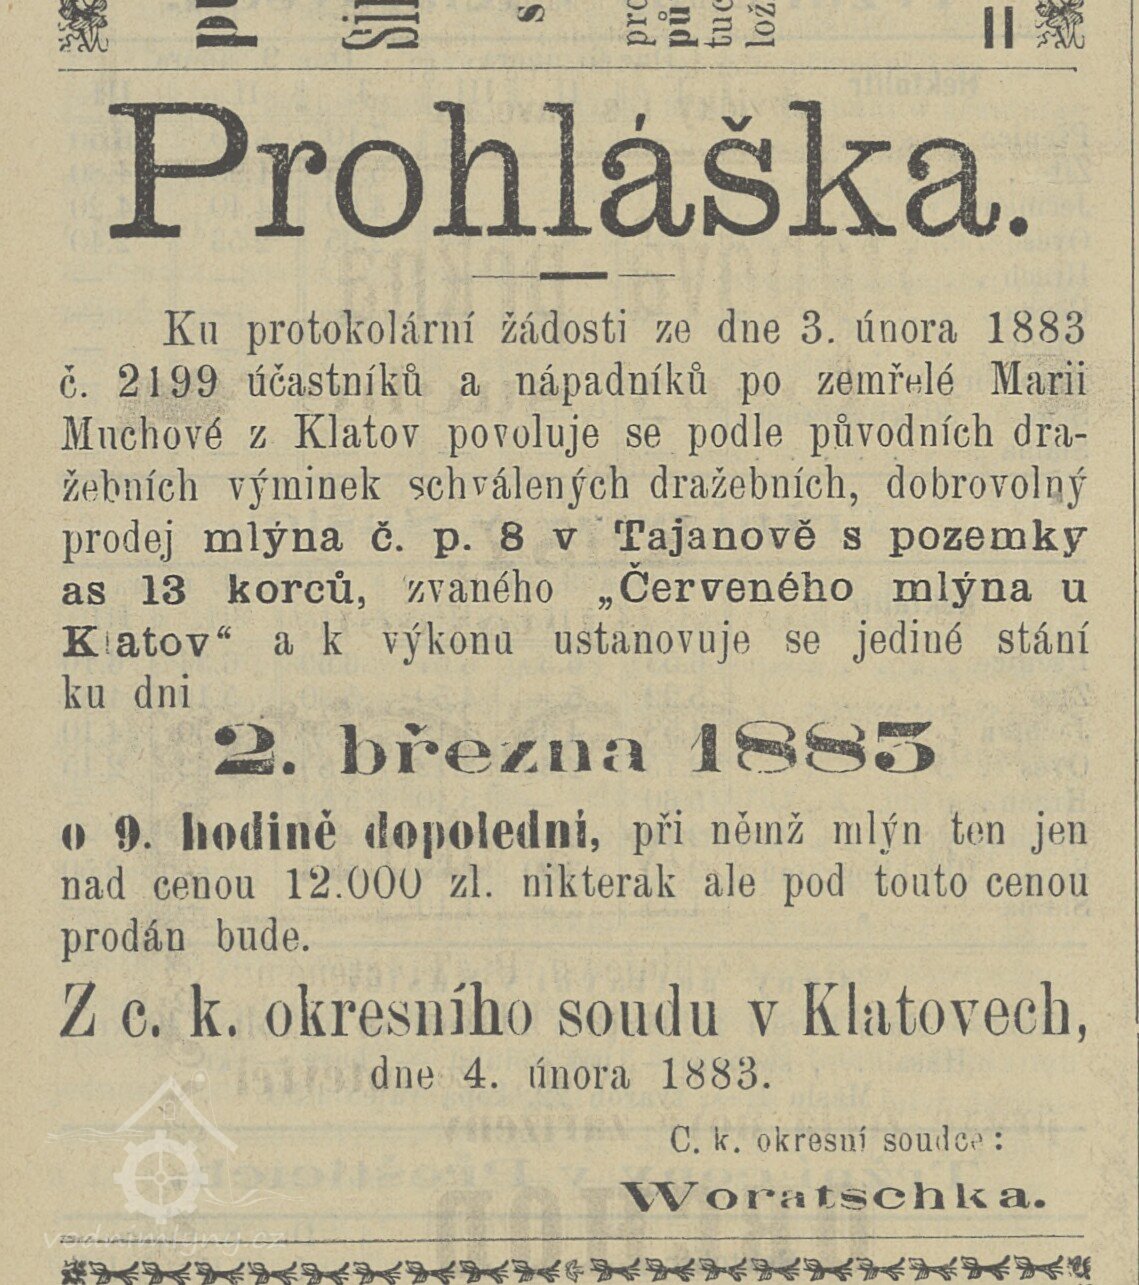 Prohláška.
Ku protokolární žádosti ze dne 3. února 1883
č. 2199 účastníků a nápadníků po zemřelé Marii
Muchové z Klatov povoluje se podle původních dra-
žebních výminek schválených dražebních, dobrovolný
prodej mlýna č. p. 8 v Tajanově s pozemky
as 13 korců, zvaného „Červeného mlýna u
Klatov“ a k výkonu ustanovuje se jediné stání
ku dni
2. března 1883
o 9. hodině dopolední, při němž mlýn ten jen
nad cenou 12.000 zl. nikterak ale pod touto cenou
prodán bude.
Z c. k. okresního soudu v Klatovech,
dne 4. února 1883.
C. k. okresní soudce:
Woratschka.
vodnimlyny.cz